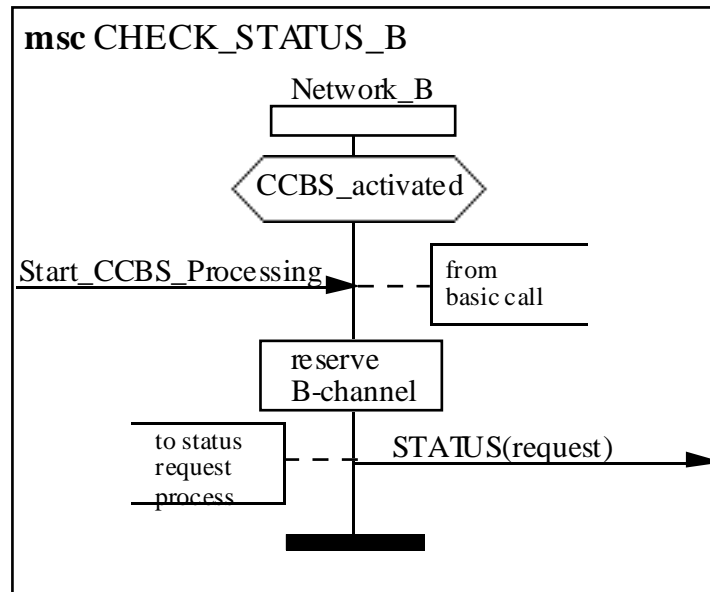 msc CHECK_STATUS_B
Network_B
CCBS_activated
Start_CCBS_Processing
from
basic call
reserve
B-channel
to status
request
process
STATUS(request)